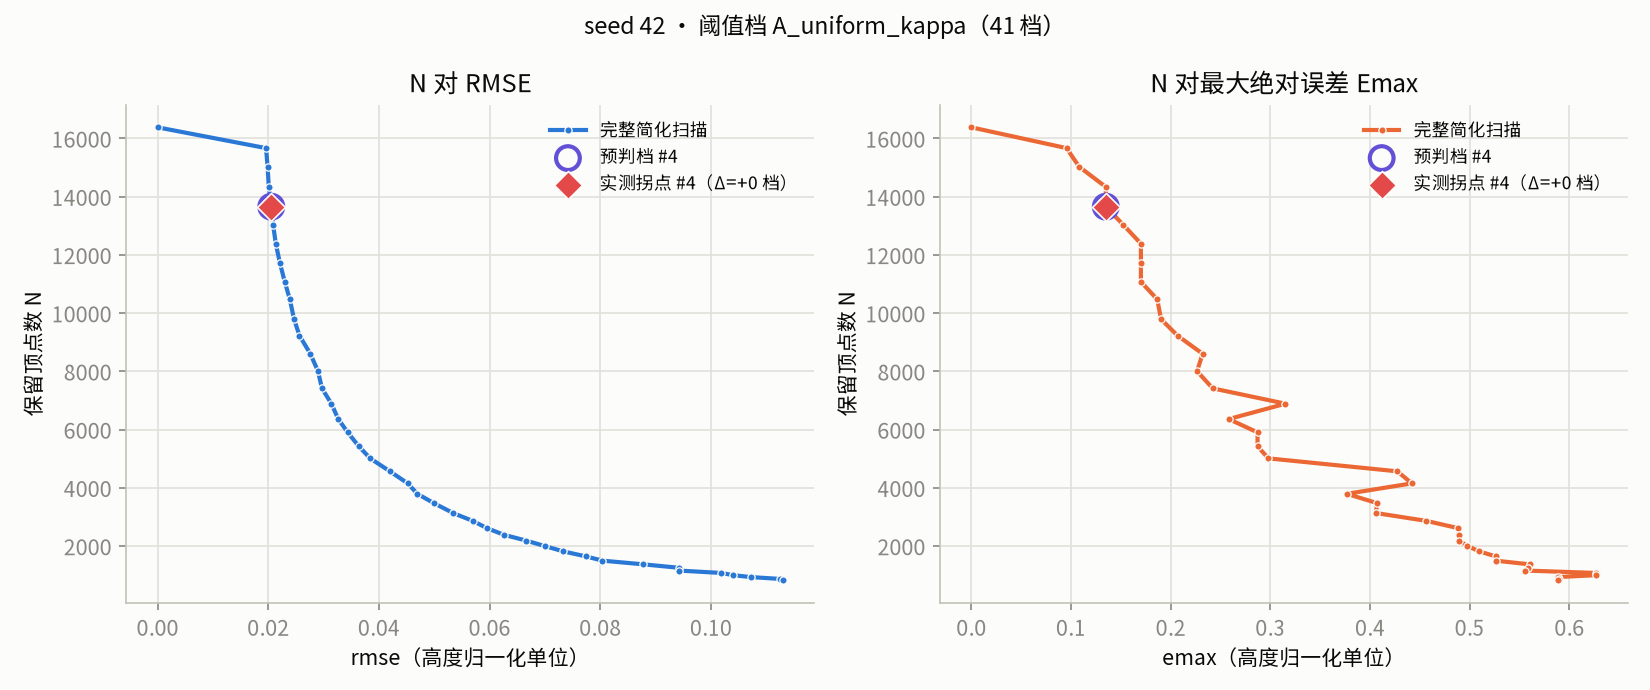 seed 42 · 阈值档 A_uniform_kappa（41 档）
N 对 RMSE
完整简化扫描
预判档 #4
实测拐点 #4（Δ=+0 档）
16000
14000
12000
10000
8000
6000
4000
2000
保留顶点数 N
0.00 0.02 0.04 0.06 0.08 0.10
rmse（高度归一化单位）
N 对最大绝对误差 Emax
完整简化扫描
预判档 #4
实测拐点 #4（Δ=+0 档）
16000
14000
12000
10000
8000
6000
4000
2000
保留顶点数 N
0.0 0.1 0.2 0.3 0.4 0.5 0.6
emax（高度归一化单位）